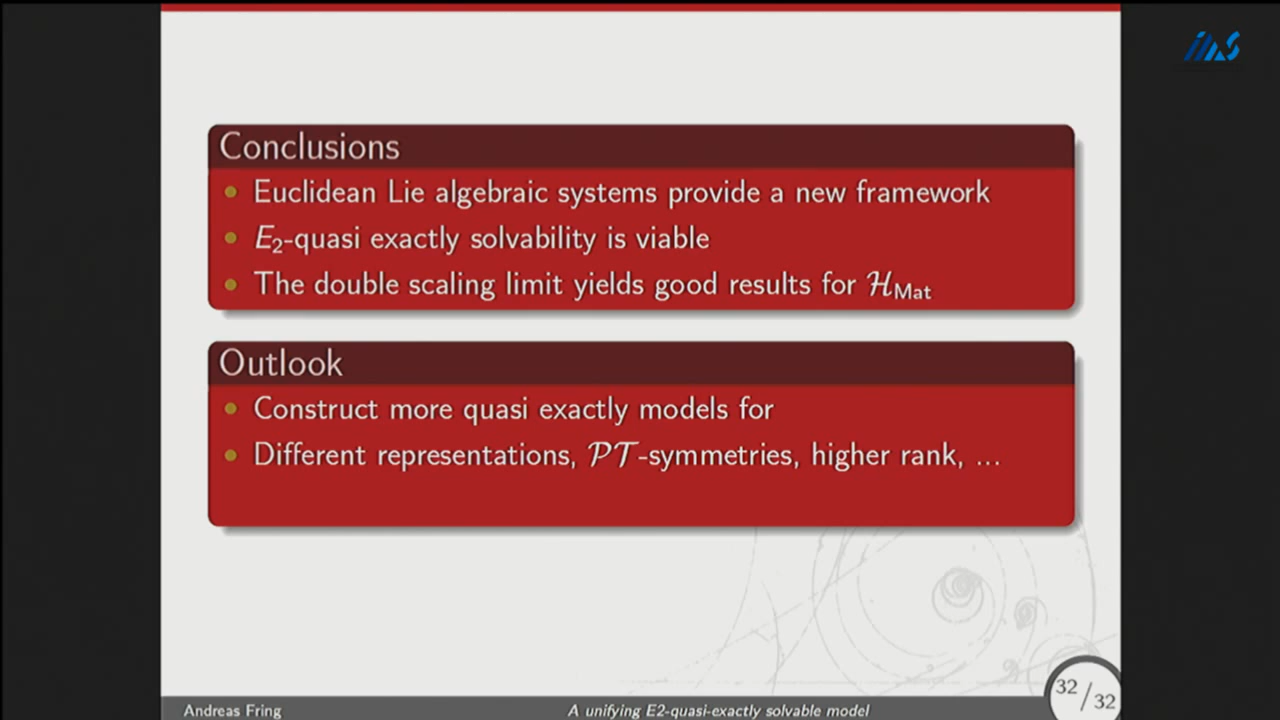 Conclusions
• Euclidean Lie algebraic systems provide a new framework
• E₂-quasi exactly solvability is viable
• The double scaling limit yields good results for ℋ_Mat
Outlook
• Construct more quasi exactly models for
• Different representations, 𝒫𝒯-symmetries, higher rank, ...
32/32
Andreas Fring
A unifying E2-quasi-exactly solvable model